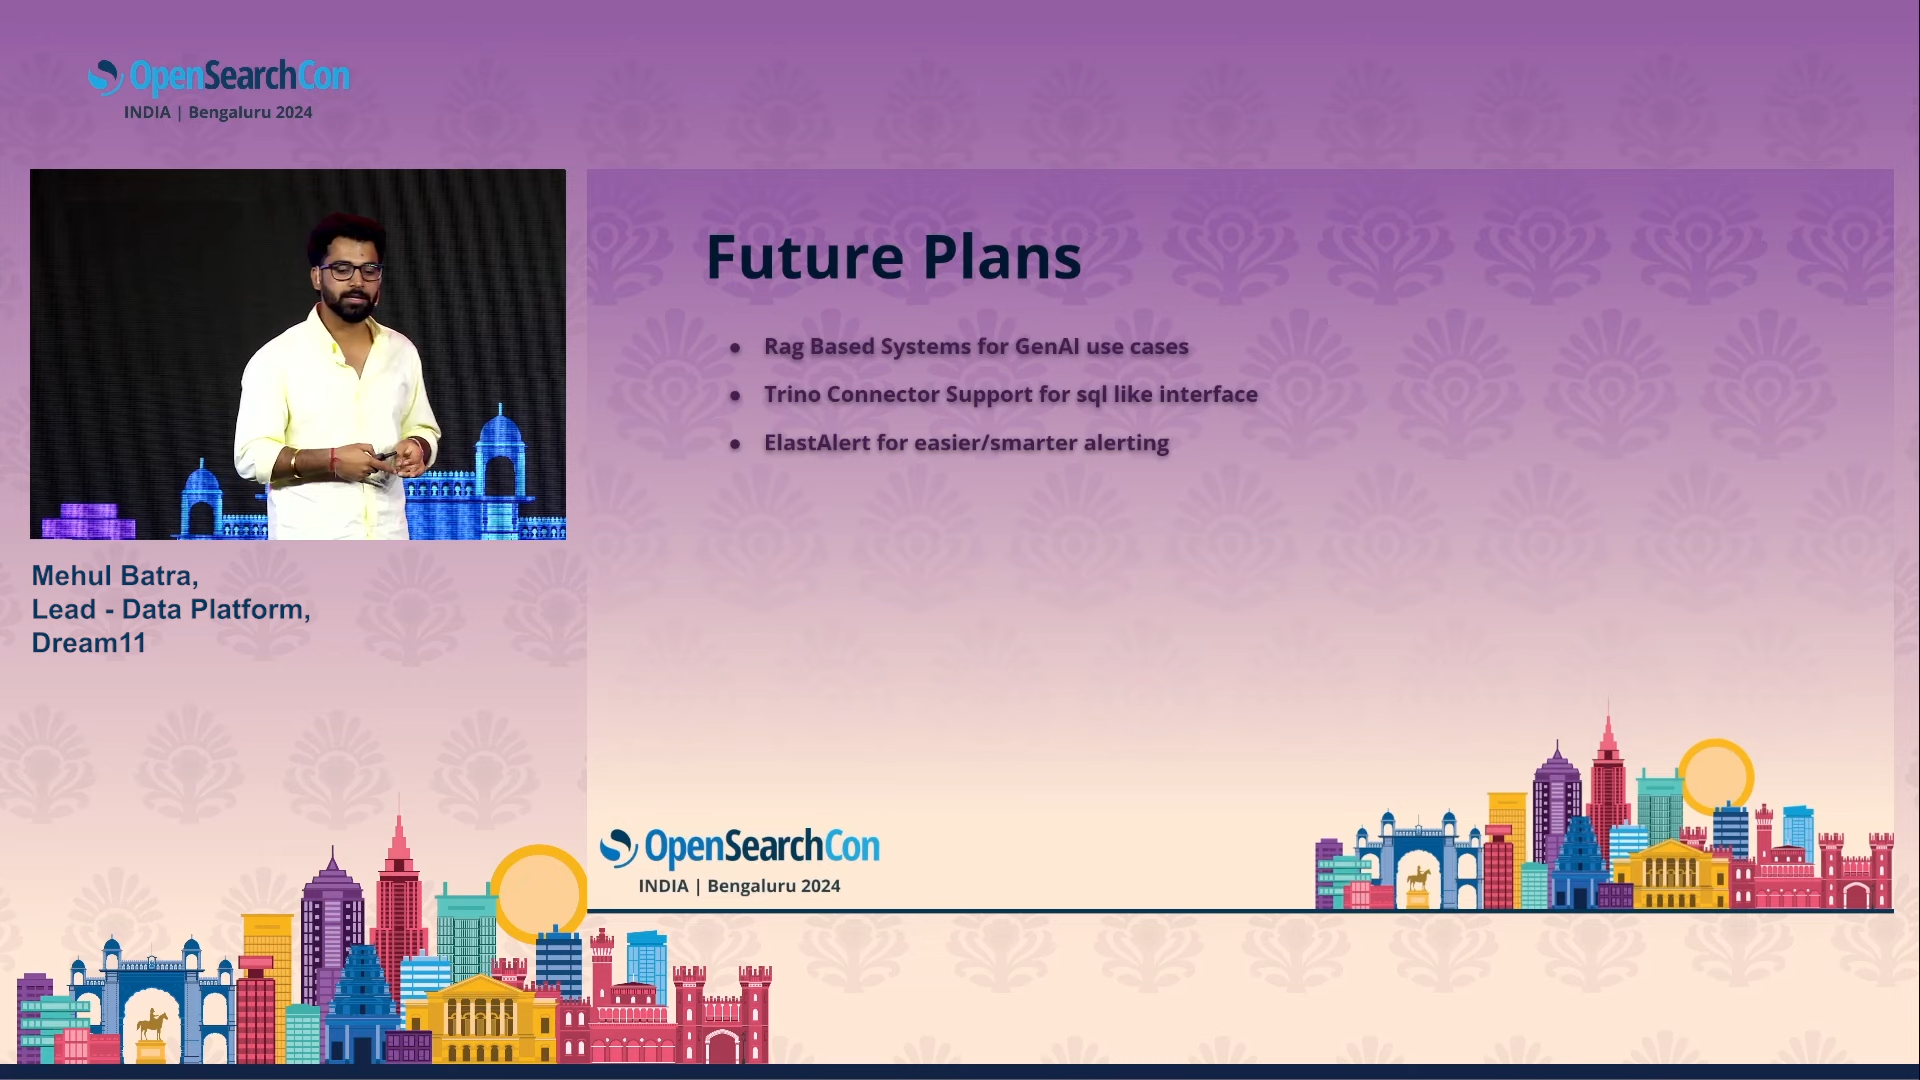 OpenSearchCon
INDIA | Bengaluru 2024
Future Plans
● Rag Based Systems for GenAI use cases
● Trino Connector Support for sql like interface
● ElastAlert for easier/smarter alerting
Mehul Batra,
Lead - Data Platform,
Dream11
OpenSearchCon
INDIA | Bengaluru 2024